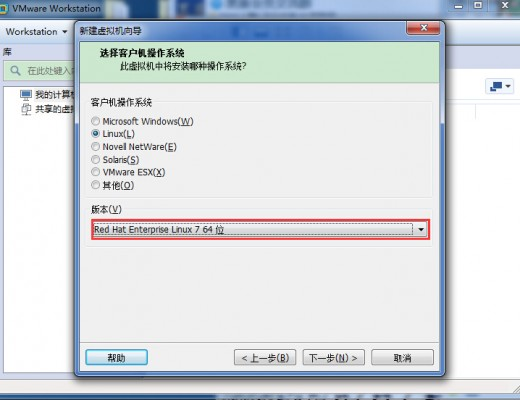 VMware Workstation
Workstation
库
在此处键入
我的计算机
共享的虚拟
新建虚拟机向导
选择客户机操作系统
此虚拟机中将安装哪种操作系统?
客户机操作系统
Microsoft Windows(W)
Linux(L)
Novell NetWare(E)
Solaris(S)
VMware ESX(X)
其他(O)
版本(V)
Red Hat Enterprise Linux 7 64 位
帮助
< 上一步(B)
下一步(N) >
取消